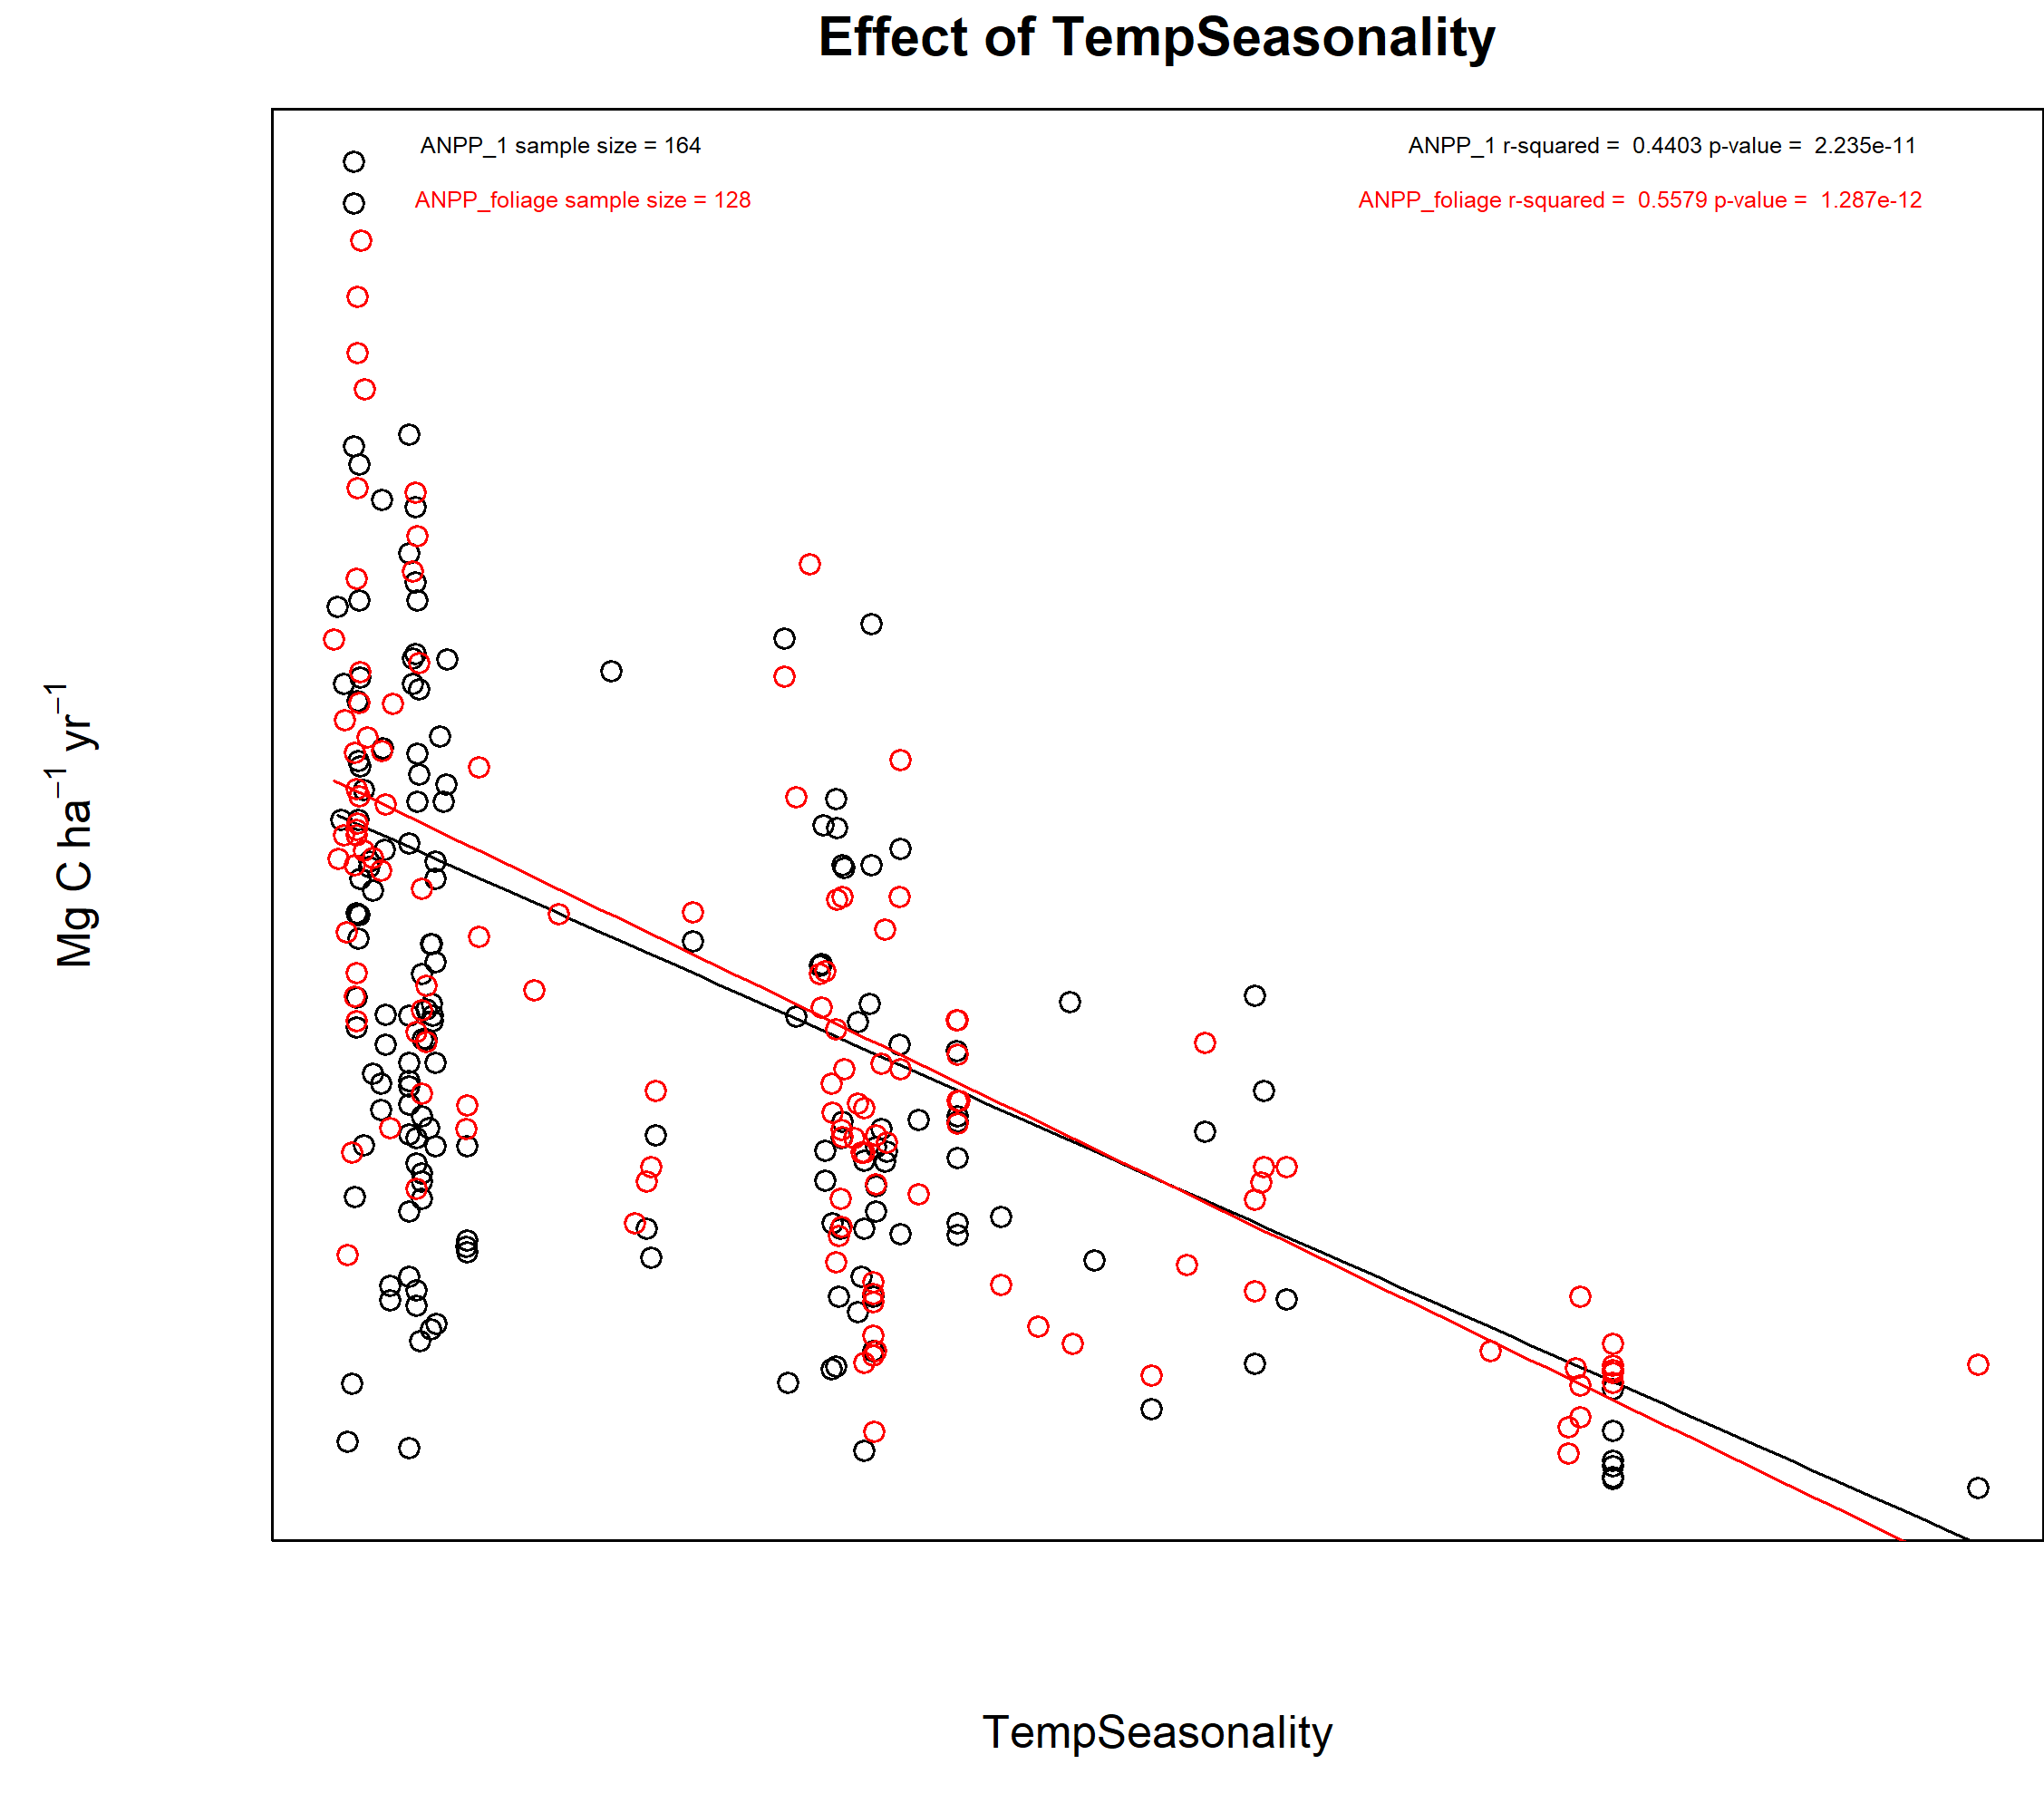 Effect of TempSeasonality
ANPP_1 sample size = 164
ANPP_1 r-squared = 0.4403 p-value = 2.235e-11
ANPP_foliage sample size = 128
ANPP_foliage r-squared = 0.5579 p-value = 1.287e-12
Mg C ha⁻¹ yr⁻¹
TempSeasonality